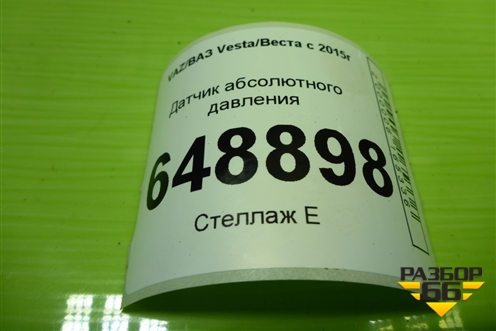 VAZ/ВАЗ Vesta/Веста с 2015г
Датчик абсолютного
давления
648898
Стеллаж Е
РАЗБОР
66